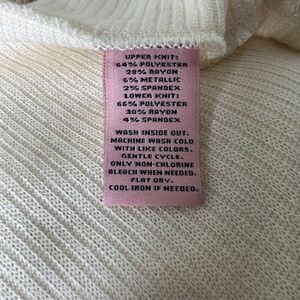 UPPER KNIT:
64% POLYESTER
28% RAYON
6% METALLIC
2% SPANDEX
LOWER KNIT:
66% POLYESTER
30% RAYON
4% SPANDEX
WASH INSIDE OUT.
MACHINE WASH COLD
WITH LIKE COLORS.
GENTLE CYCLE.
ONLY NON-CHLORINE
BLEACH WHEN NEEDED.
FLAT DRY.
COOL IRON IF NEEDED.